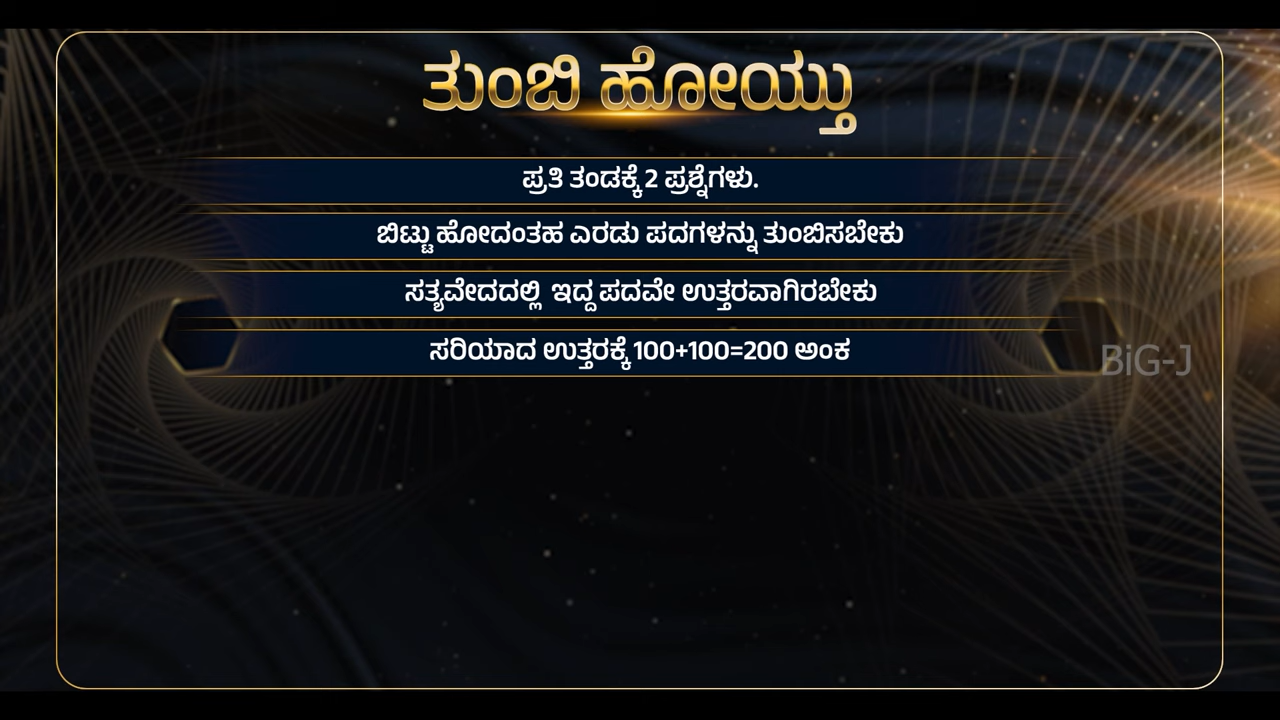 ತುಂಬಿ ಹೋಯ್ತು
ಪ್ರತಿ ತಂಡಕ್ಕೆ 2 ಪ್ರಶ್ನೆಗಳು.
ಬಿಟ್ಟು ಹೋದಂತಹ ಎರಡು ಪದಗಳನ್ನು ತುಂಬಿಸಬೇಕು
ಸತ್ಯವೇದದಲ್ಲಿ ಇದ್ದ ಪದವೇ ಉತ್ತರವಾಗಿರಬೇಕು
ಸರಿಯಾದ ಉತ್ತರಕ್ಕೆ 100+100=200 ಅಂಕ
BiG-J